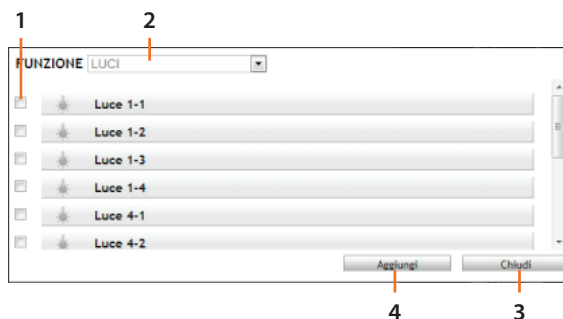 1 2
FUNZIONE LUCI
Luce 1-1
Luce 1-2
Luce 1-3
Luce 1-4
Luce 4-1
Luce 4-2
Aggiungi Chiudi
4 3